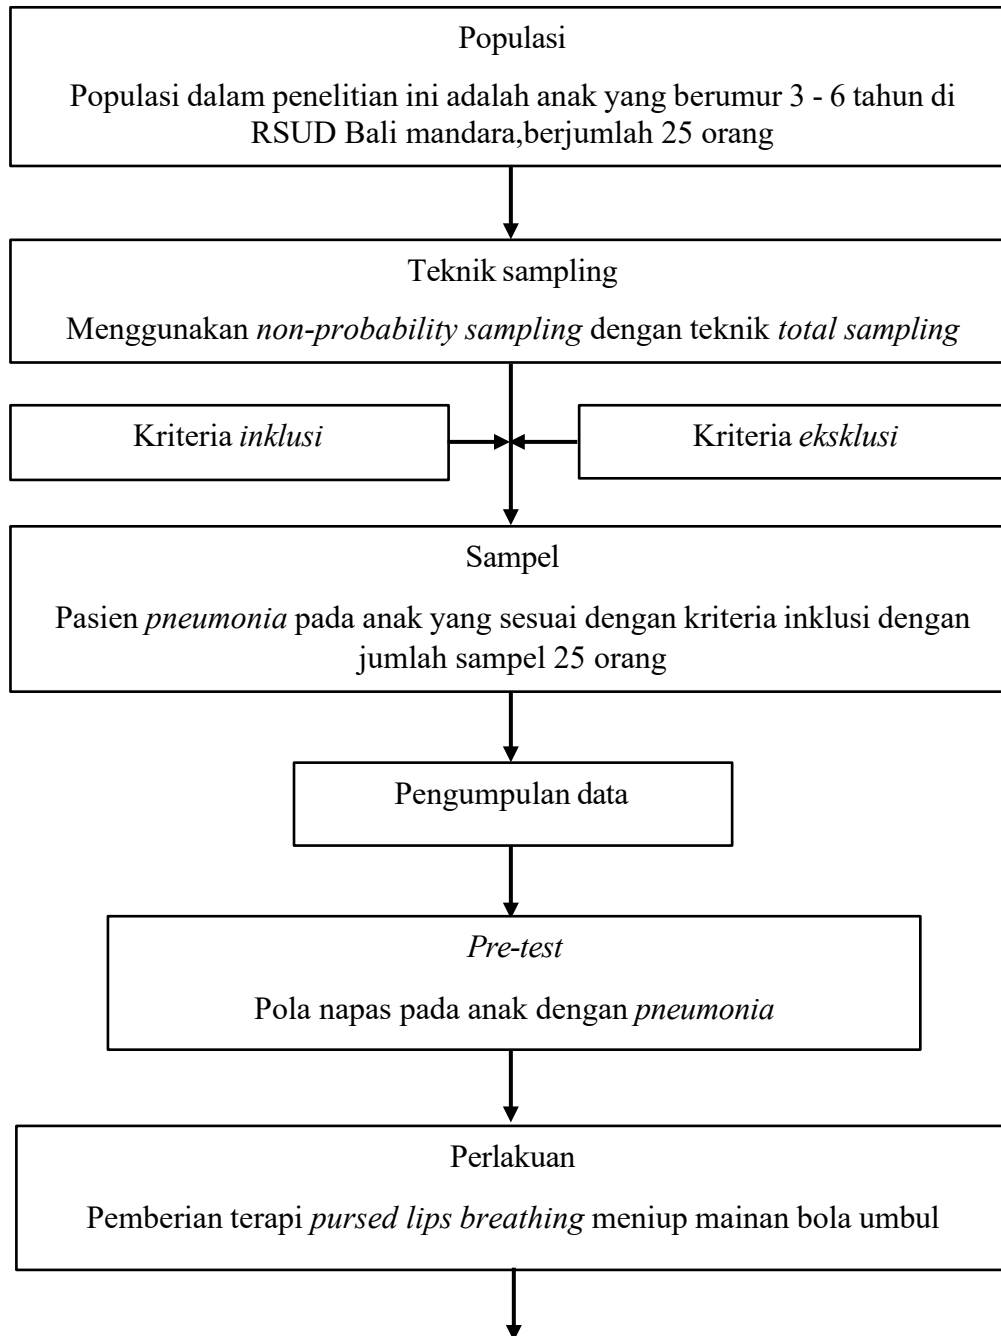 Populasi
Populasi dalam penelitian ini adalah anak yang berumur 3 - 6 tahun di
RSUD Bali mandara,berjumlah 25 orang
Teknik sampling
Menggunakan non-probability sampling dengan teknik total sampling
Kriteria inklusi
Kriteria eksklusi
Sampel
Pasien pneumonia pada anak yang sesuai dengan kriteria inklusi dengan
jumlah sampel 25 orang
Pengumpulan data
Pre-test
Pola napas pada anak dengan pneumonia
Perlakuan
Pemberian terapi pursed lips breathing meniup mainan bola umbul